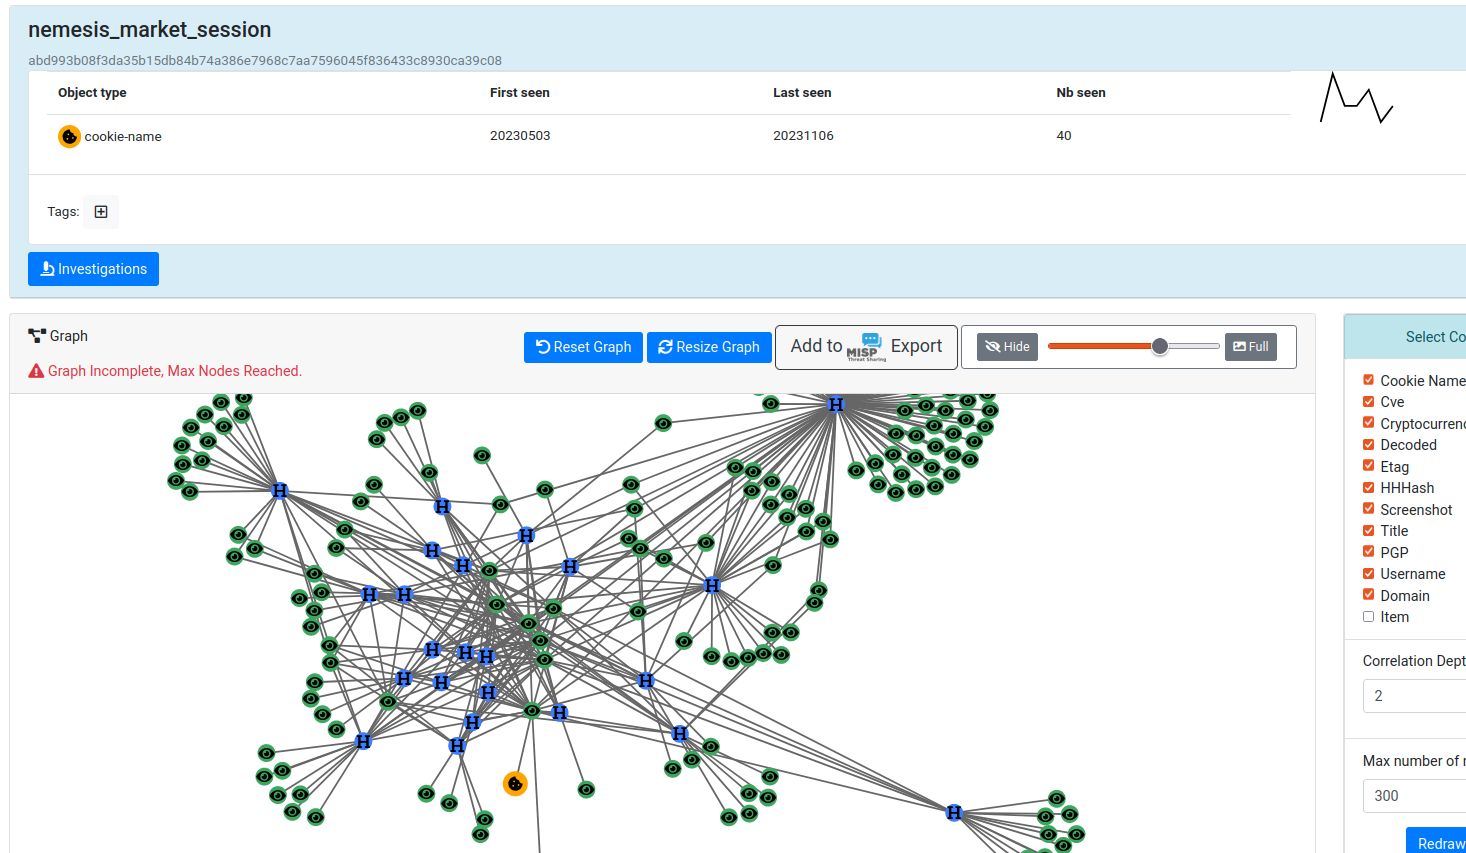 nemesis_market_session
abd993b08f3da35b15db84b74a386e7968c7aa7596045f836433c8930ca39c08
Object type First seen Last seen Nb seen
cookie-name 20230503 20231106 40
Tags:
Investigations
Graph
Reset Graph Resize Graph Add to MISP Threat Sharing Export Hide Full
Graph Incomplete, Max Nodes Reached.
Select Co
Cookie Name
Cve
Cryptocurrenc
Decoded
Etag
HHHash
Screenshot
Title
PGP
Username
Domain
Item
Correlation Dept
2
Max number of
300
Redraw